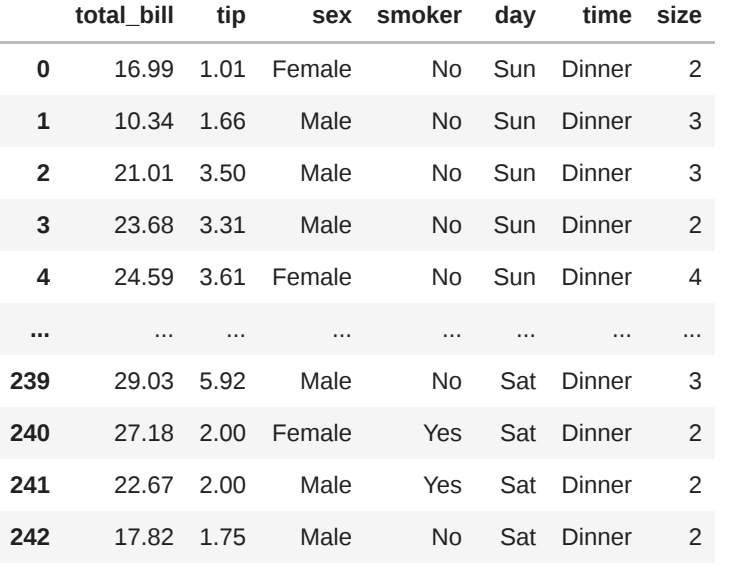 total_bill tip sex smoker day time size
0 16.99 1.01 Female No Sun Dinner 2
1 10.34 1.66 Male No Sun Dinner 3
2 21.01 3.50 Male No Sun Dinner 3
3 23.68 3.31 Male No Sun Dinner 2
4 24.59 3.61 Female No Sun Dinner 4
... ... ... ... ... ... ... ...
239 29.03 5.92 Male No Sat Dinner 3
240 27.18 2.00 Female Yes Sat Dinner 2
241 22.67 2.00 Male Yes Sat Dinner 2
242 17.82 1.75 Male No Sat Dinner 2